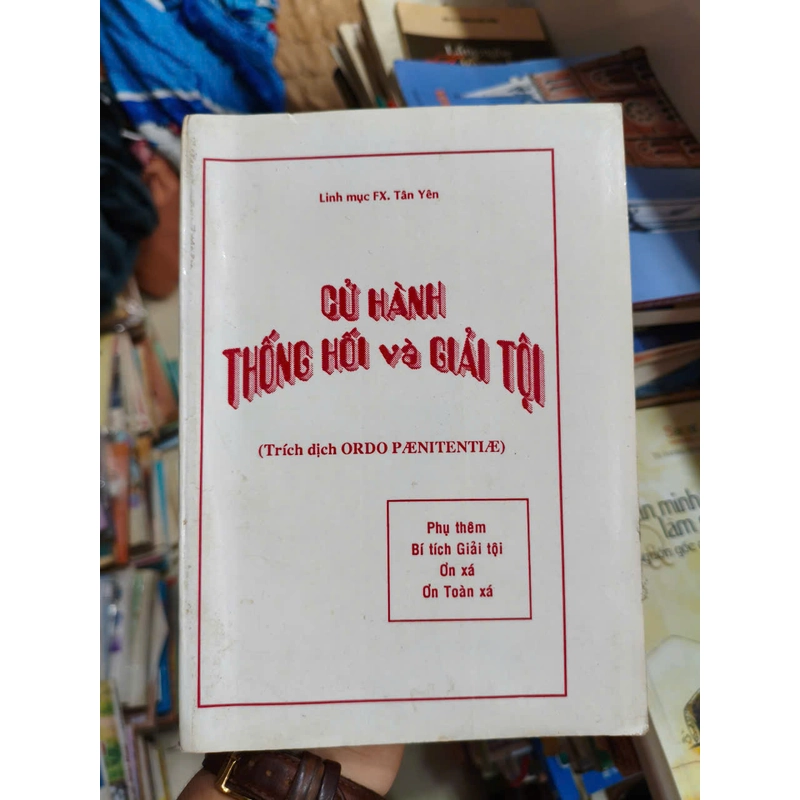 Linh mục FX. Tân Yên
CỬ HÀNH
THỐNG HỐI và GIẢI TỘI
(Trích dịch ORDO PÆNITENTIÆ)
Phụ thêm
Bí tích Giải tội
Ơn xá
Ơn Toàn xá